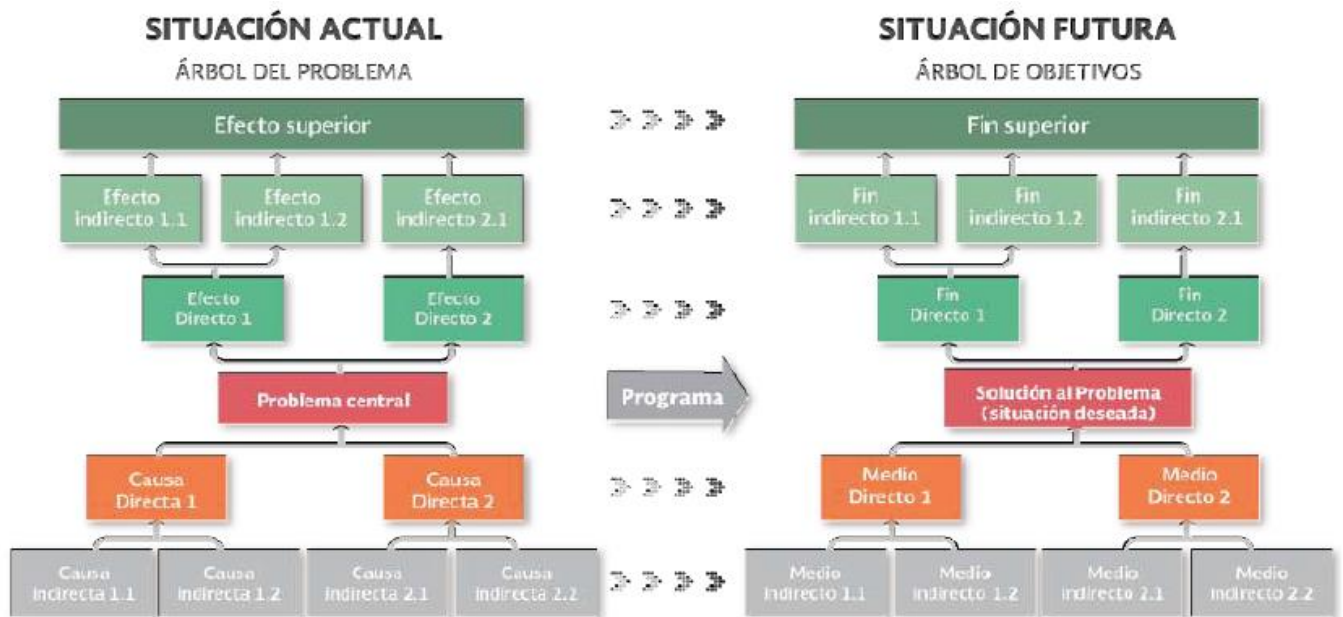 SITUACIÓN ACTUAL
ÁRBOL DEL PROBLEMA
Efecto superior
Efecto
indirecto 1.1
Efecto
indirecto 1.2
Efecto
indirecto 2.1
Efecto
Directo 1
Efecto
Directo 2
Problema central
Causa
Directa 1
Causa
Directa 2
Causa
indirecta 1.1
Causa
indirecta 1.2
Causa
indirecta 2.1
Causa
indirecta 2.2
Programa
SITUACIÓN FUTURA
ÁRBOL DE OBJETIVOS
Fin superior
Fin
indirecto 1.1
Fin
indirecto 1.2
Fin
indirecto 2.1
Fin
Directo 1
Fin
Directo 2
Solución al Problema
(situación deseada)
Medio
Directo 1
Medio
Directo 2
Medio
indirecto 1.1
Medio
indirecto 1.2
Medio
indirecto 2.1
Medio
indirecto 2.2